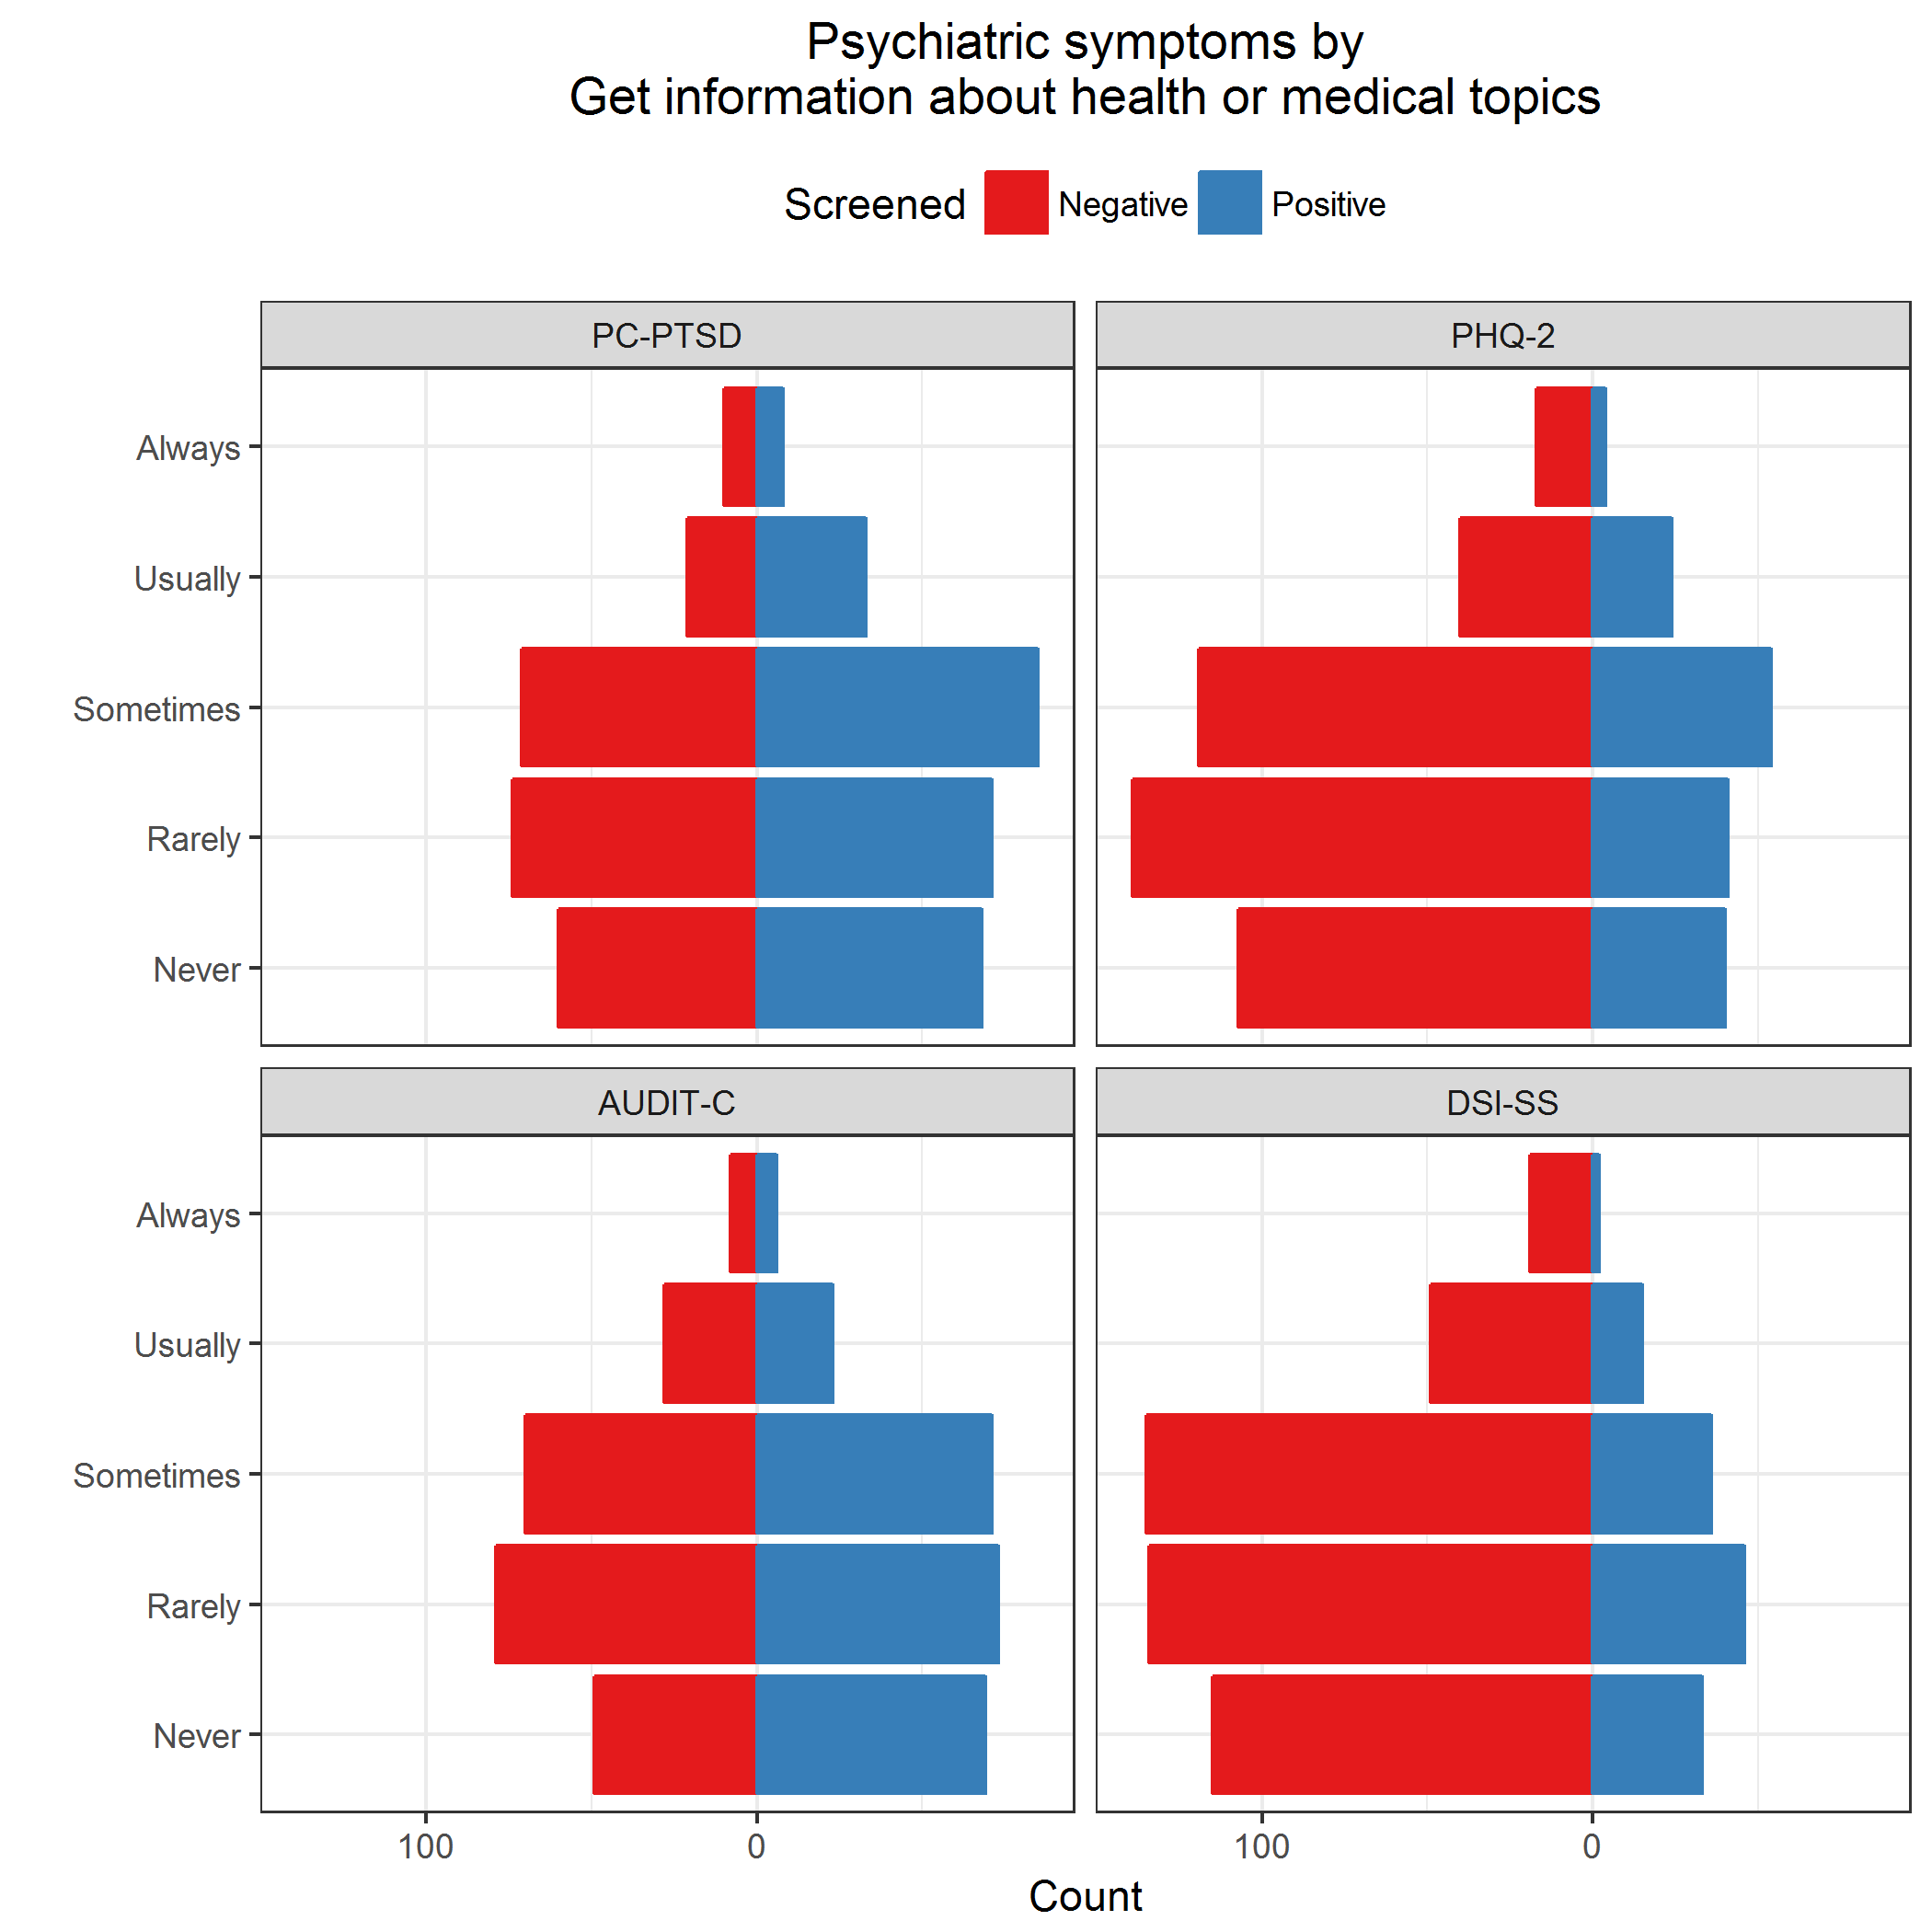 Psychiatric symptoms by
Get information about health or medical topics
Screened Negative Positive
PC-PTSD PHQ-2
Always
Usually
Sometimes
Rarely
Never
AUDIT-C DSI-SS
Always
Usually
Sometimes
Rarely
Never
100 0 100 0
Count